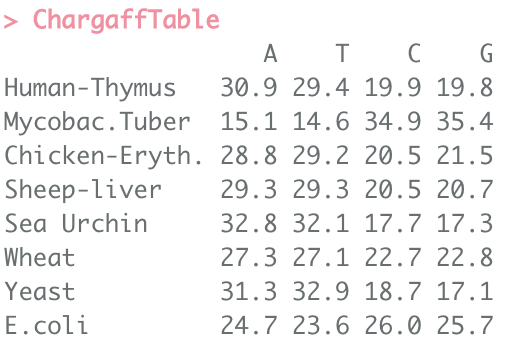 > ChargaffTable
A T C G
Human-Thymus 30.9 29.4 19.9 19.8
Mycobac.Tuber 15.1 14.6 34.9 35.4
Chicken-Eryth. 28.8 29.2 20.5 21.5
Sheep-liver 29.3 29.3 20.5 20.7
Sea Urchin 32.8 32.1 17.7 17.3
Wheat 27.3 27.1 22.7 22.8
Yeast 31.3 32.9 18.7 17.1
E.coli 24.7 23.6 26.0 25.7